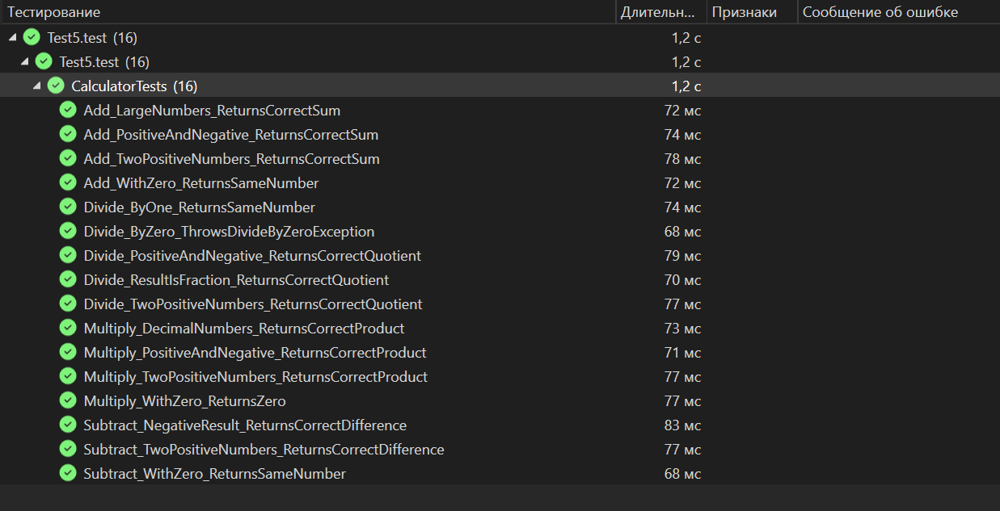 Тестирование Длительн... Признаки Сообщение об ошибке
Test5.test (16) 1,2 с
Test5.test (16) 1,2 с
CalculatorTests (16) 1,2 с
Add_LargeNumbers_ReturnsCorrectSum 72 мс
Add_PositiveAndNegative_ReturnsCorrectSum 74 мс
Add_TwoPositiveNumbers_ReturnsCorrectSum 78 мс
Add_WithZero_ReturnsSameNumber 72 мс
Divide_ByOne_ReturnsSameNumber 74 мс
Divide_ByZero_ThrowsDivideByZeroException 68 мс
Divide_PositiveAndNegative_ReturnsCorrectQuotient 79 мс
Divide_ResultIsFraction_ReturnsCorrectQuotient 70 мс
Divide_TwoPositiveNumbers_ReturnsCorrectQuotient 77 мс
Multiply_DecimalNumbers_ReturnsCorrectProduct 73 мс
Multiply_PositiveAndNegative_ReturnsCorrectProduct 71 мс
Multiply_TwoPositiveNumbers_ReturnsCorrectProduct 77 мс
Multiply_WithZero_ReturnsZero 77 мс
Subtract_NegativeResult_ReturnsCorrectDifference 83 мс
Subtract_TwoPositiveNumbers_ReturnsCorrectDifference 77 мс
Subtract_WithZero_ReturnsSameNumber 68 мс